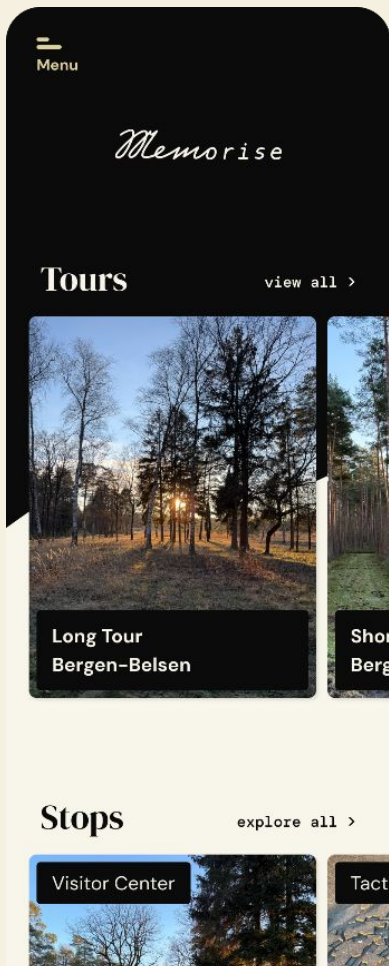 Menu
Memorise
Tours
view all >
Long Tour
Bergen-Belsen
Stops
explore all >
Visitor Center